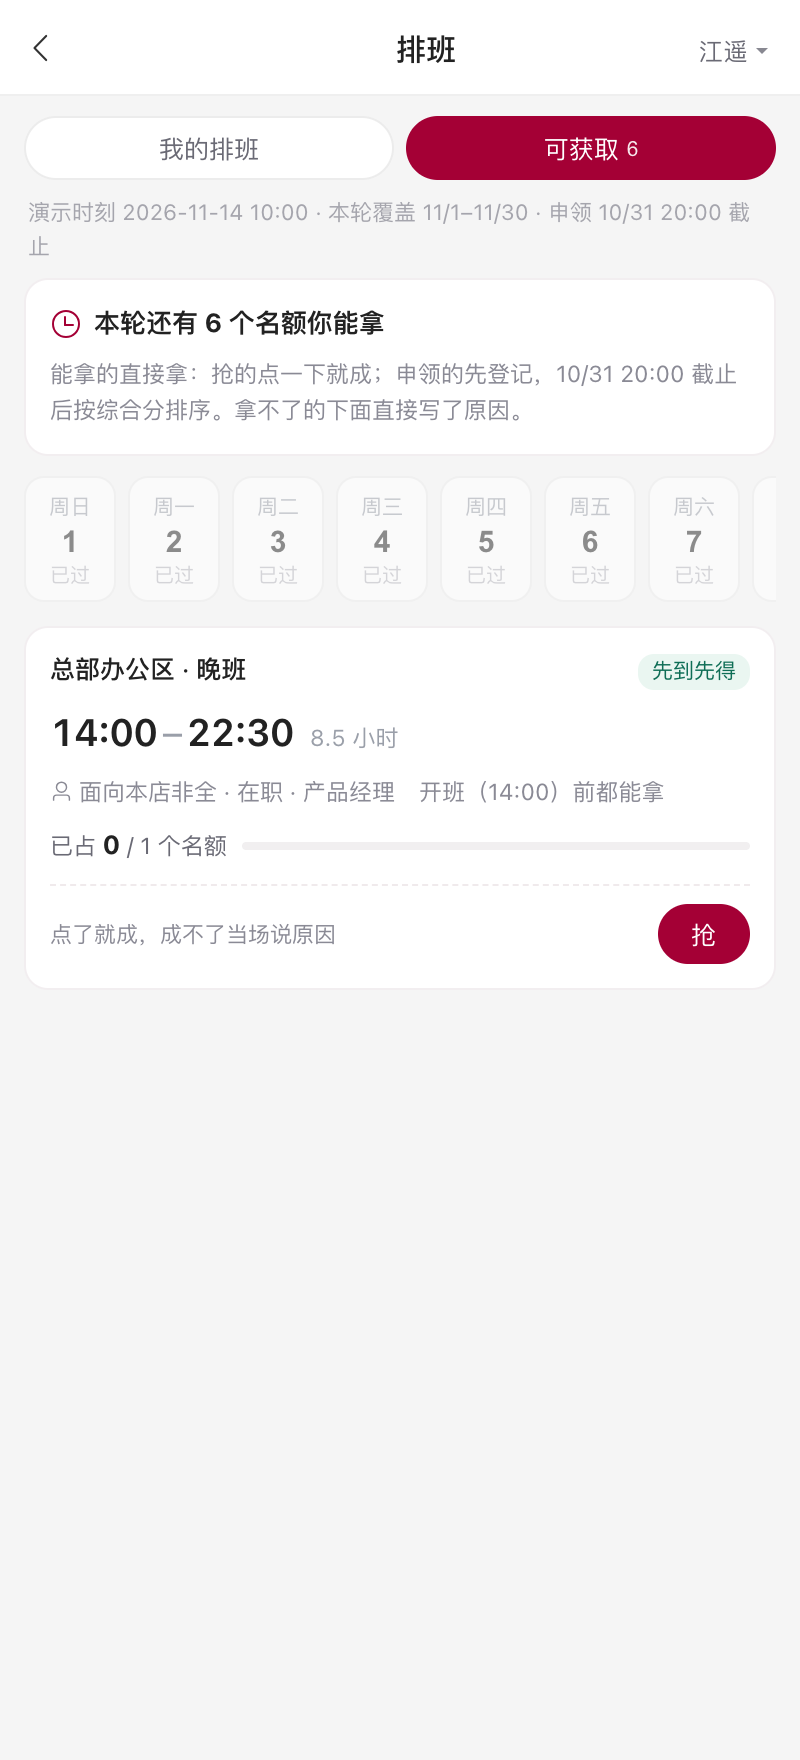 排班
江遥
我的排班
可获取 6
演示时刻 2026-11-14 10:00 · 本轮覆盖 11/1–11/30 · 申领 10/31 20:00 截
止
本轮还有 6 个名额你能拿
能拿的直接拿：抢的点一下就成；申领的先登记，10/31 20:00 截止
后按综合分排序。拿不了的下面直接写了原因。
周日 周一 周二 周三 周四 周五 周六
1 2 3 4 5 6 7
已过 已过 已过 已过 已过 已过 已过
总部办公区 · 晚班
先到先得
14:00–22:30 8.5 小时
面向本店非全 · 在职 · 产品经理 开班（14:00）前都能拿
已占 0 / 1 个名额
点了就成，成不了当场说原因
抢